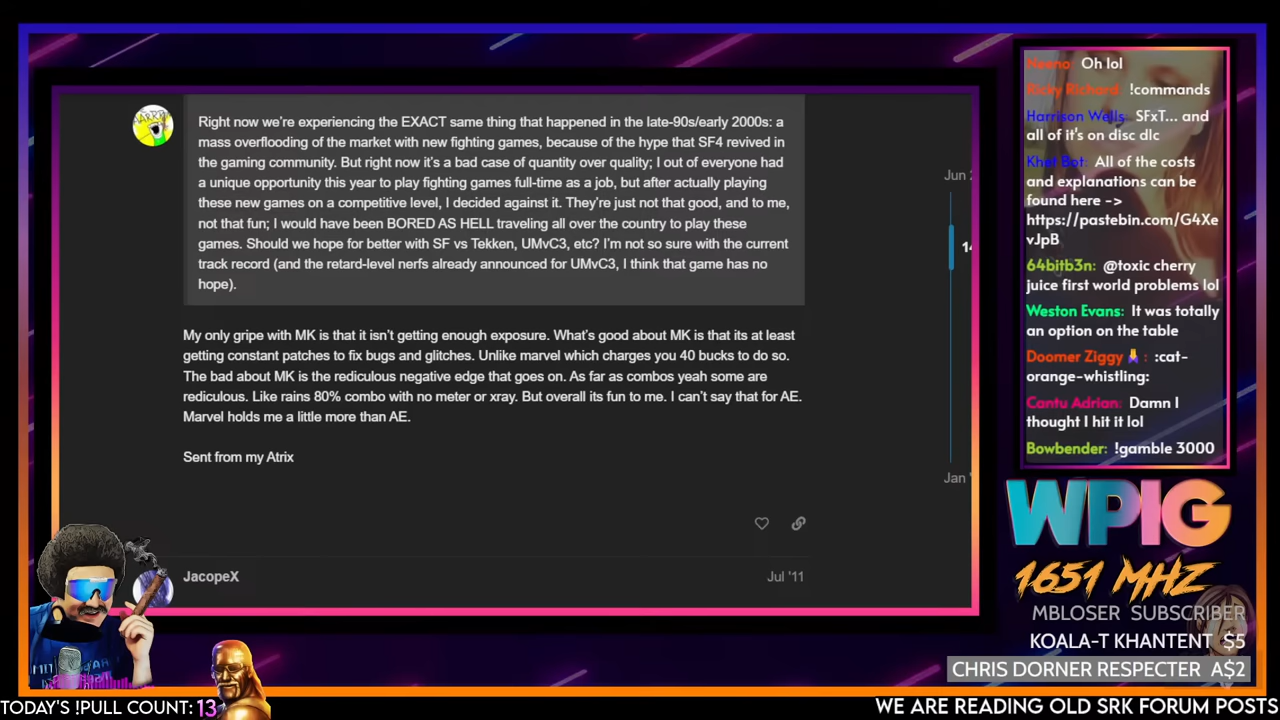 Right now we're experiencing the EXACT same thing that happened in the late-90s/early 2000s: a
mass overflooding of the market with new fighting games, because of the hype that SF4 revived in
the gaming community. But right now it's a bad case of quantity over quality; I out of everyone had
a unique opportunity this year to play fighting games full-time as a job, but after actually playing
these new games on a competitive level, I decided against it. They're just not that good, and to me,
not that fun; I would have been BORED AS HELL traveling all over the country to play these
games. Should we hope for better with SF vs Tekken, UMvC3, etc? I'm not so sure with the current
track record (and the retard-level nerfs already announced for UMvC3, I think that game has no
hope).
My only gripe with MK is that it isn't getting enough exposure. What's good about MK is that its at least
getting constant patches to fix bugs and glitches. Unlike marvel which charges you 40 bucks to do so.
The bad about MK is the rediculous negative edge that goes on. As far as combos yeah some are
rediculous. Like rains 80% combo with no meter or xray. But overall its fun to me. I can't say that for AE.
Marvel holds me a little more than AE.
Sent from my Atrix
JacopeX
Jul '11
Jun
14
Jan
Neeno: Oh lol
Ricky Richard: !commands
Harrison Wells: SFxT... and
all of it's on disc dlc
Khet Bot: All of the costs
and explanations can be
found here ->
https://pastebin.com/G4Xe
vJpB
64bitb3n: @toxic cherry
juice first world problems lol
Weston Evans: It was totally
an option on the table
Doomer Ziggy : :cat-
orange-whistling:
Cantu Adrian: Damn I
thought I hit it lol
Bowbender: !gamble 3000
WPIG
1651 MHZ
MBLOSER SUBSCRIBER
KOALA-T KHANTENT $5
CHRIS DORNER RESPECTER A$2
TODAY'S !PULL COUNT: 13
WE ARE READING OLD SRK FORUM POSTS